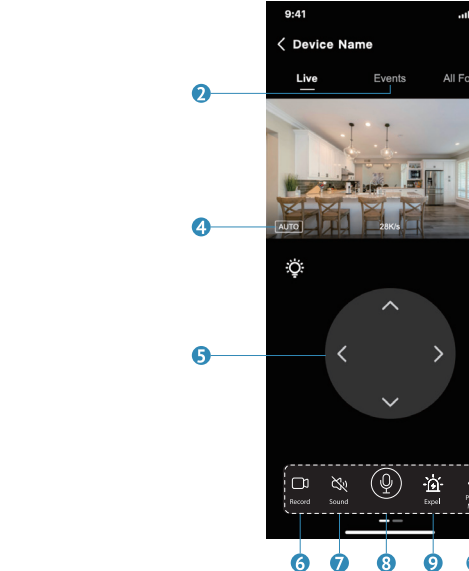 9:41
Device Name
Live Events All Fo
2
4
AUTO 28K/s
5
Record Sound Expel
6 7 8 9